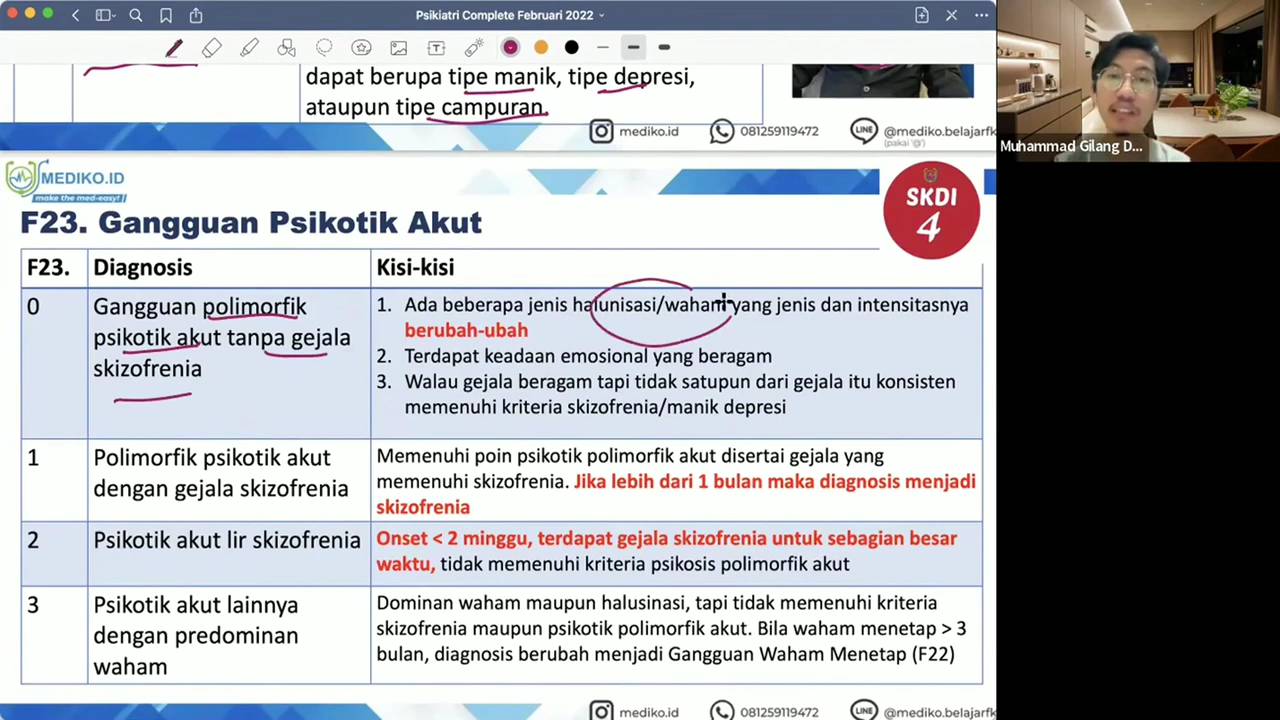 Psikiatri Complete Februari 2022
dapat berupa tipe manik, tipe depresi,
ataupun tipe campuran.
mediko.id 081259119472 @mediko.belajarfk
(pakai '@')
Muhammad Gilang D...
MEDIKO.ID
make the med-easy!
SKDI
4
F23. Gangguan Psikotik Akut
F23. Diagnosis Kisi-kisi
0 Gangguan polimorfik psikotik akut tanpa gejala skizofrenia
1. Ada beberapa jenis halunisasi/waham yang jenis dan intensitasnya
berubah-ubah
2. Terdapat keadaan emosional yang beragam
3. Walau gejala beragam tapi tidak satupun dari gejala itu konsisten
memenuhi kriteria skizofrenia/manik depresi
1 Polimorfik psikotik akut dengan gejala skizofrenia
Memenuhi poin psikotik polimorfik akut disertai gejala yang
memenuhi skizofrenia. Jika lebih dari 1 bulan maka diagnosis menjadi
skizofrenia
2 Psikotik akut lir skizofrenia
Onset < 2 minggu, terdapat gejala skizofrenia untuk sebagian besar
waktu, tidak memenuhi kriteria psikosis polimorfik akut
3 Psikotik akut lainnya dengan predominan waham
Dominan waham maupun halusinasi, tapi tidak memenuhi kriteria
skizofrenia maupun psikotik polimorfik akut. Bila waham menetap > 3
bulan, diagnosis berubah menjadi Gangguan Waham Menetap (F22)
mediko.id 081259119472 @mediko.belajarfk